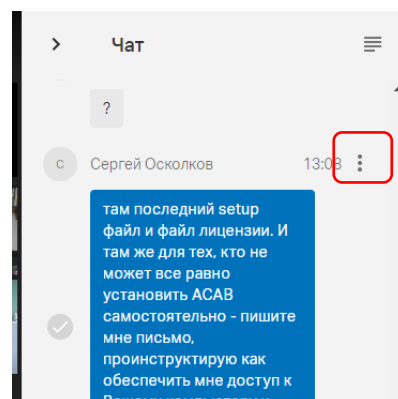 Чат
?
С
Сергей Осколков 13:08
там последний setup
файл и файл лицензии. И
там же для тех, кто не
может все равно
установить АСАВ
самостоятельно - пишите
мне письмо,
проинструктирую как
обеспечить мне доступ к